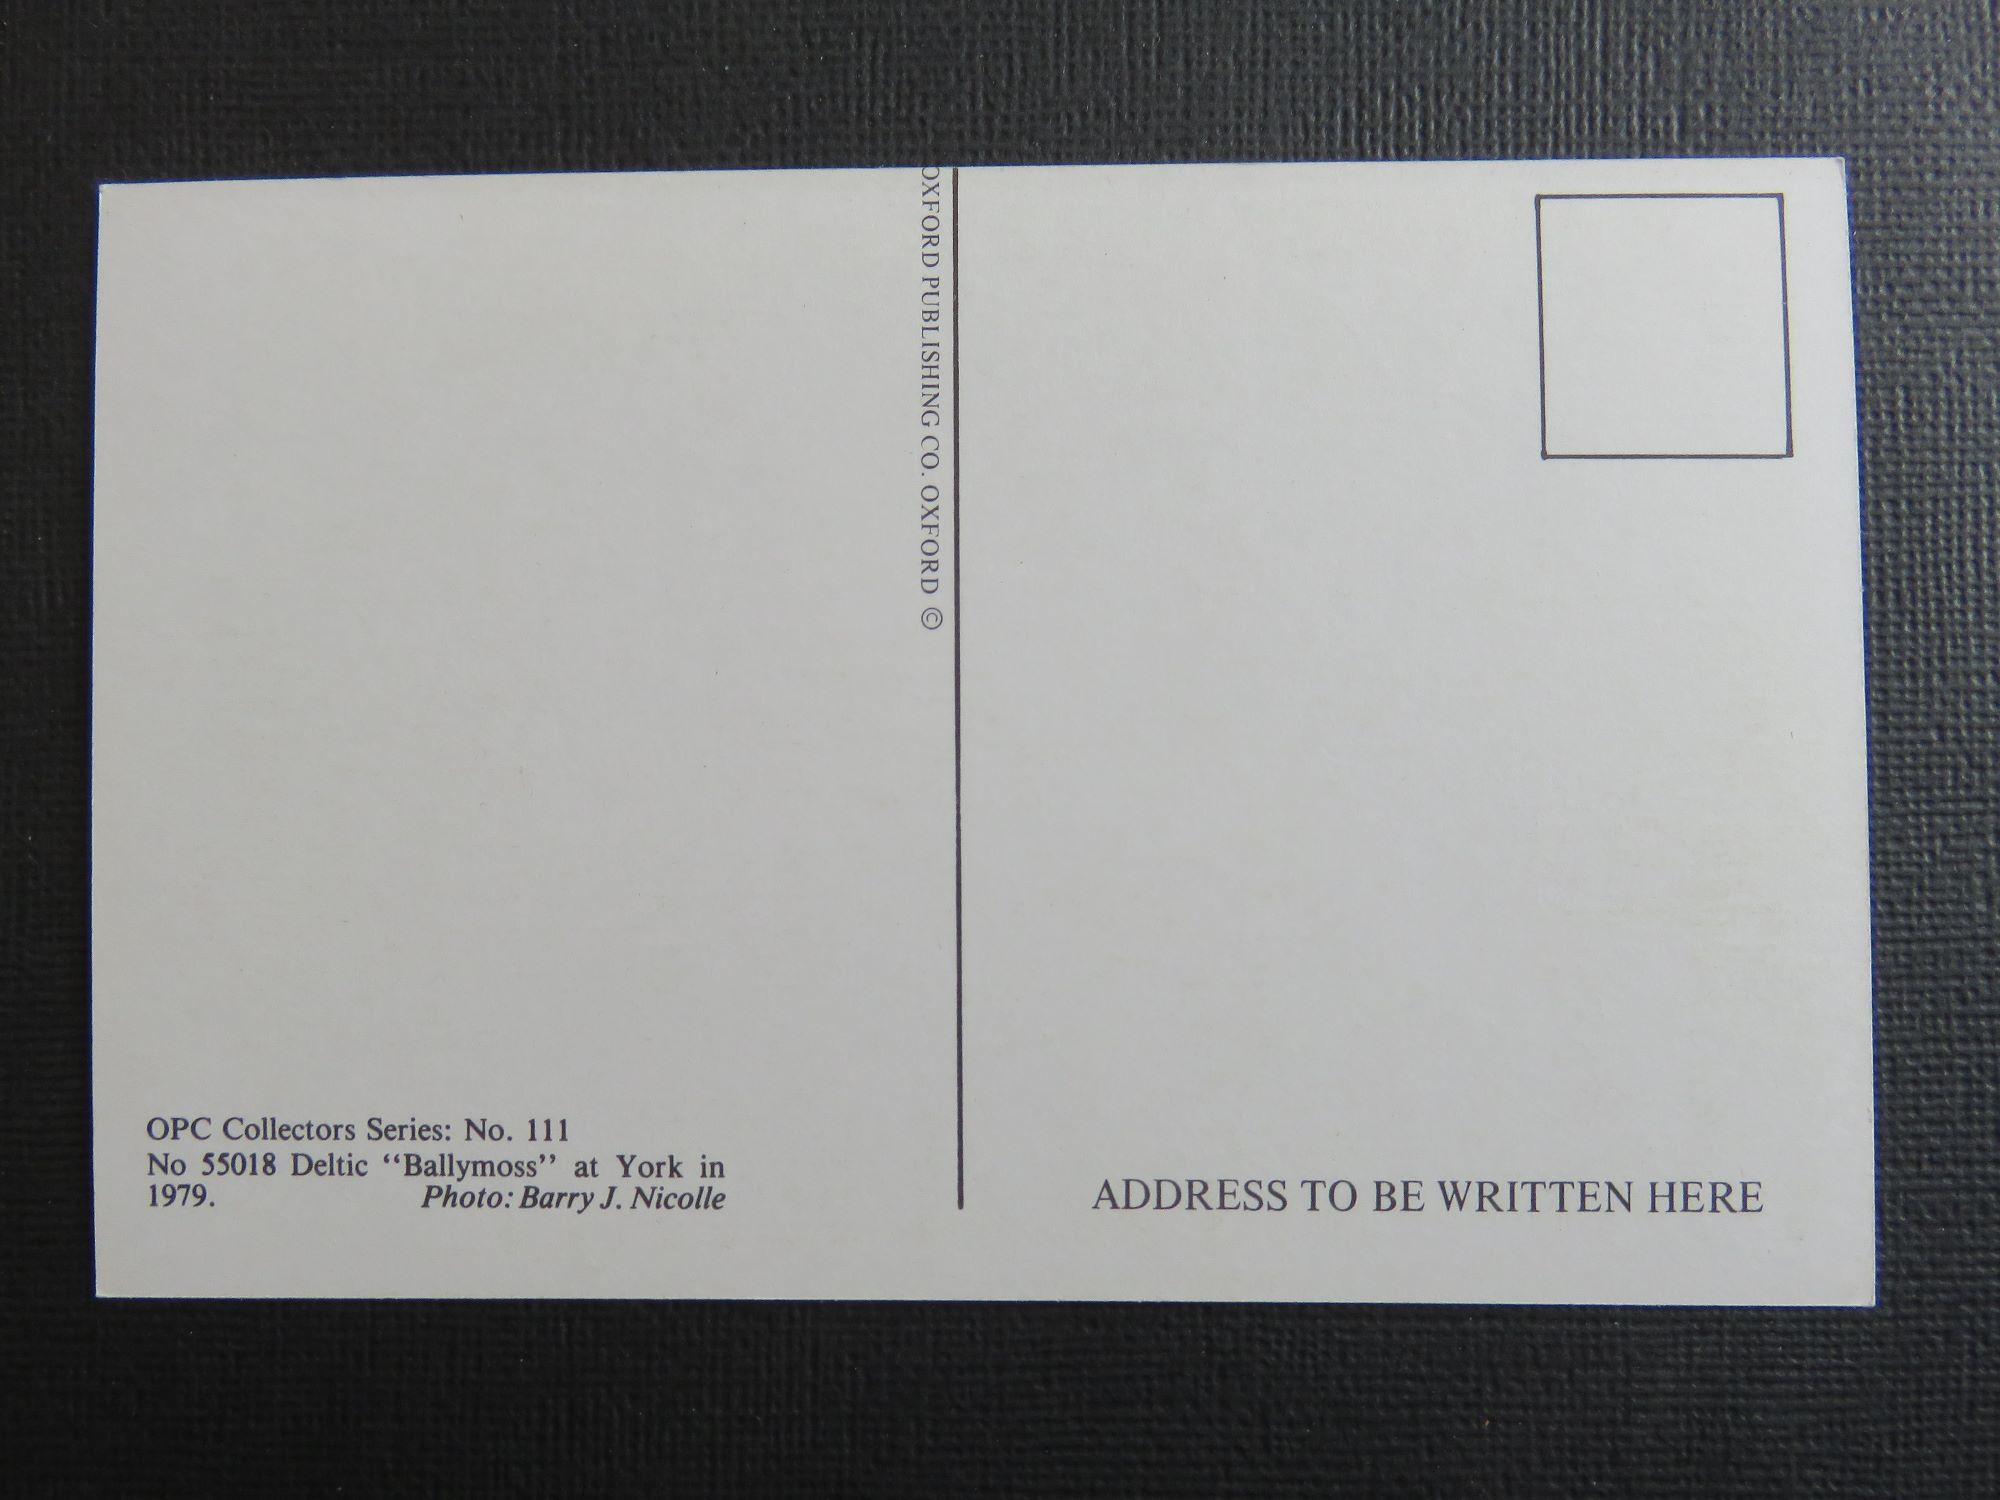 OXFORD PUBLISHING CO. OXFORD ©
OPC Collectors Series: No. 111
No 55018 Deltic “Ballymoss” at York in
1979. Photo: Barry J. Nicolle
ADDRESS TO BE WRITTEN HERE